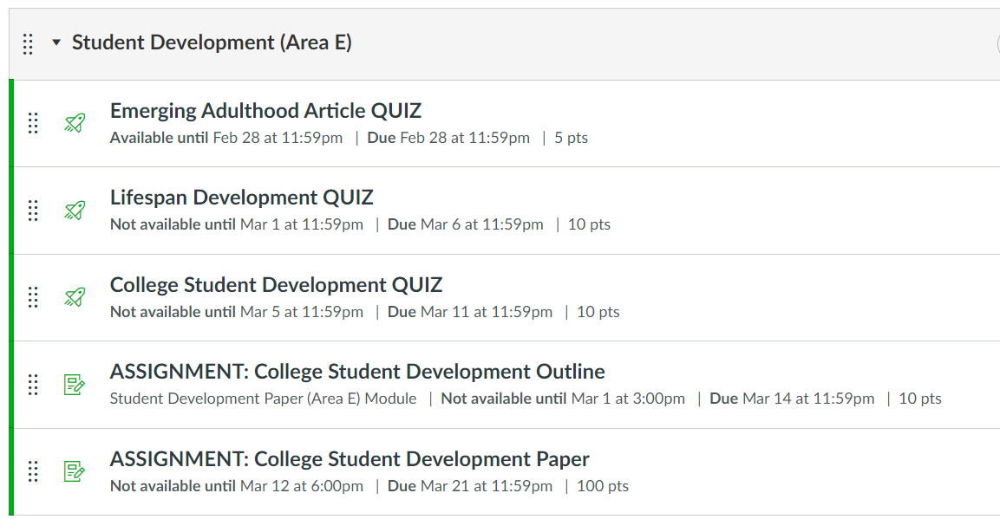 Student Development (Area E)
Emerging Adulthood Article QUIZ
Available until Feb 28 at 11:59pm | Due Feb 28 at 11:59pm | 5 pts
Lifespan Development QUIZ
Not available until Mar 1 at 11:59pm | Due Mar 6 at 11:59pm | 10 pts
College Student Development QUIZ
Not available until Mar 5 at 11:59pm | Due Mar 11 at 11:59pm | 10 pts
ASSIGNMENT: College Student Development Outline
Student Development Paper (Area E) Module | Not available until Mar 1 at 3:00pm | Due Mar 14 at 11:59pm | 10 pts
ASSIGNMENT: College Student Development Paper
Not available until Mar 12 at 6:00pm | Due Mar 21 at 11:59pm | 100 pts